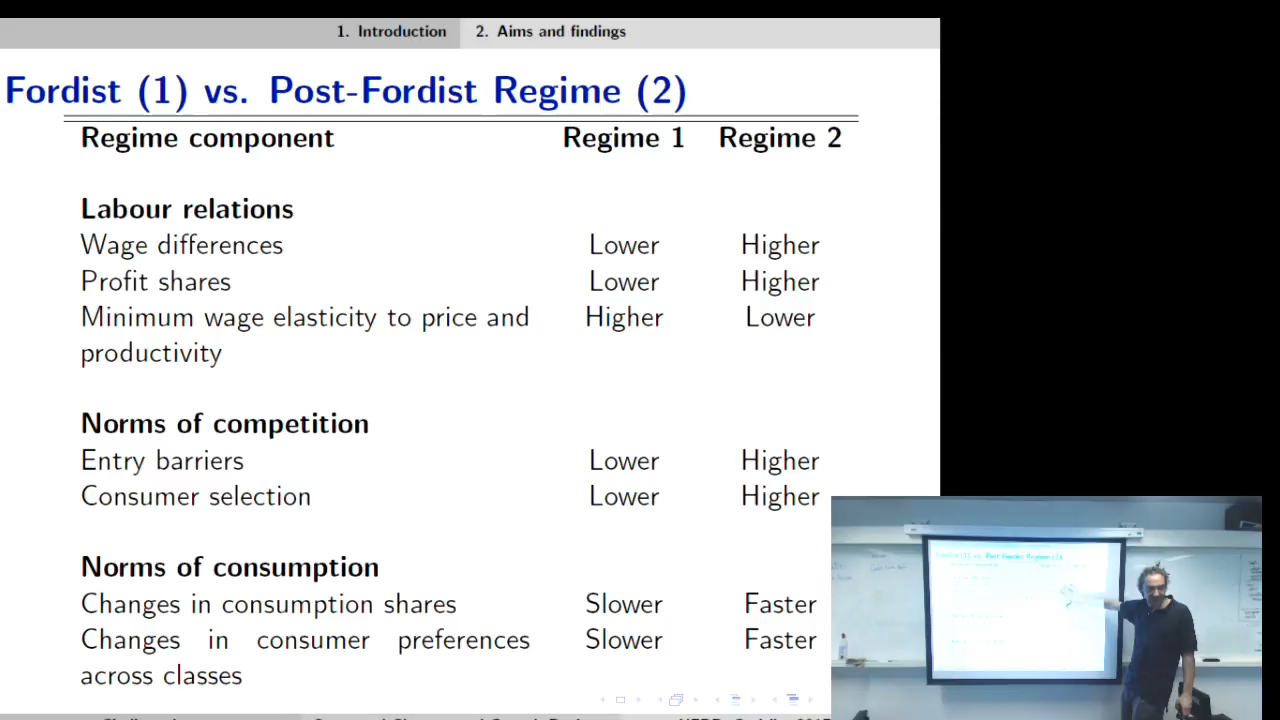 1. Introduction 2. Aims and findings
Fordist (1) vs. Post-Fordist Regime (2)
Regime component Regime 1 Regime 2
Labour relations
Wage differences Lower Higher
Profit shares Lower Higher
Minimum wage elasticity to price and Higher Lower
productivity
Norms of competition
Entry barriers Lower Higher
Consumer selection Lower Higher
Norms of consumption
Changes in consumption shares Slower Faster
Changes in consumer preferences Slower Faster
across classes